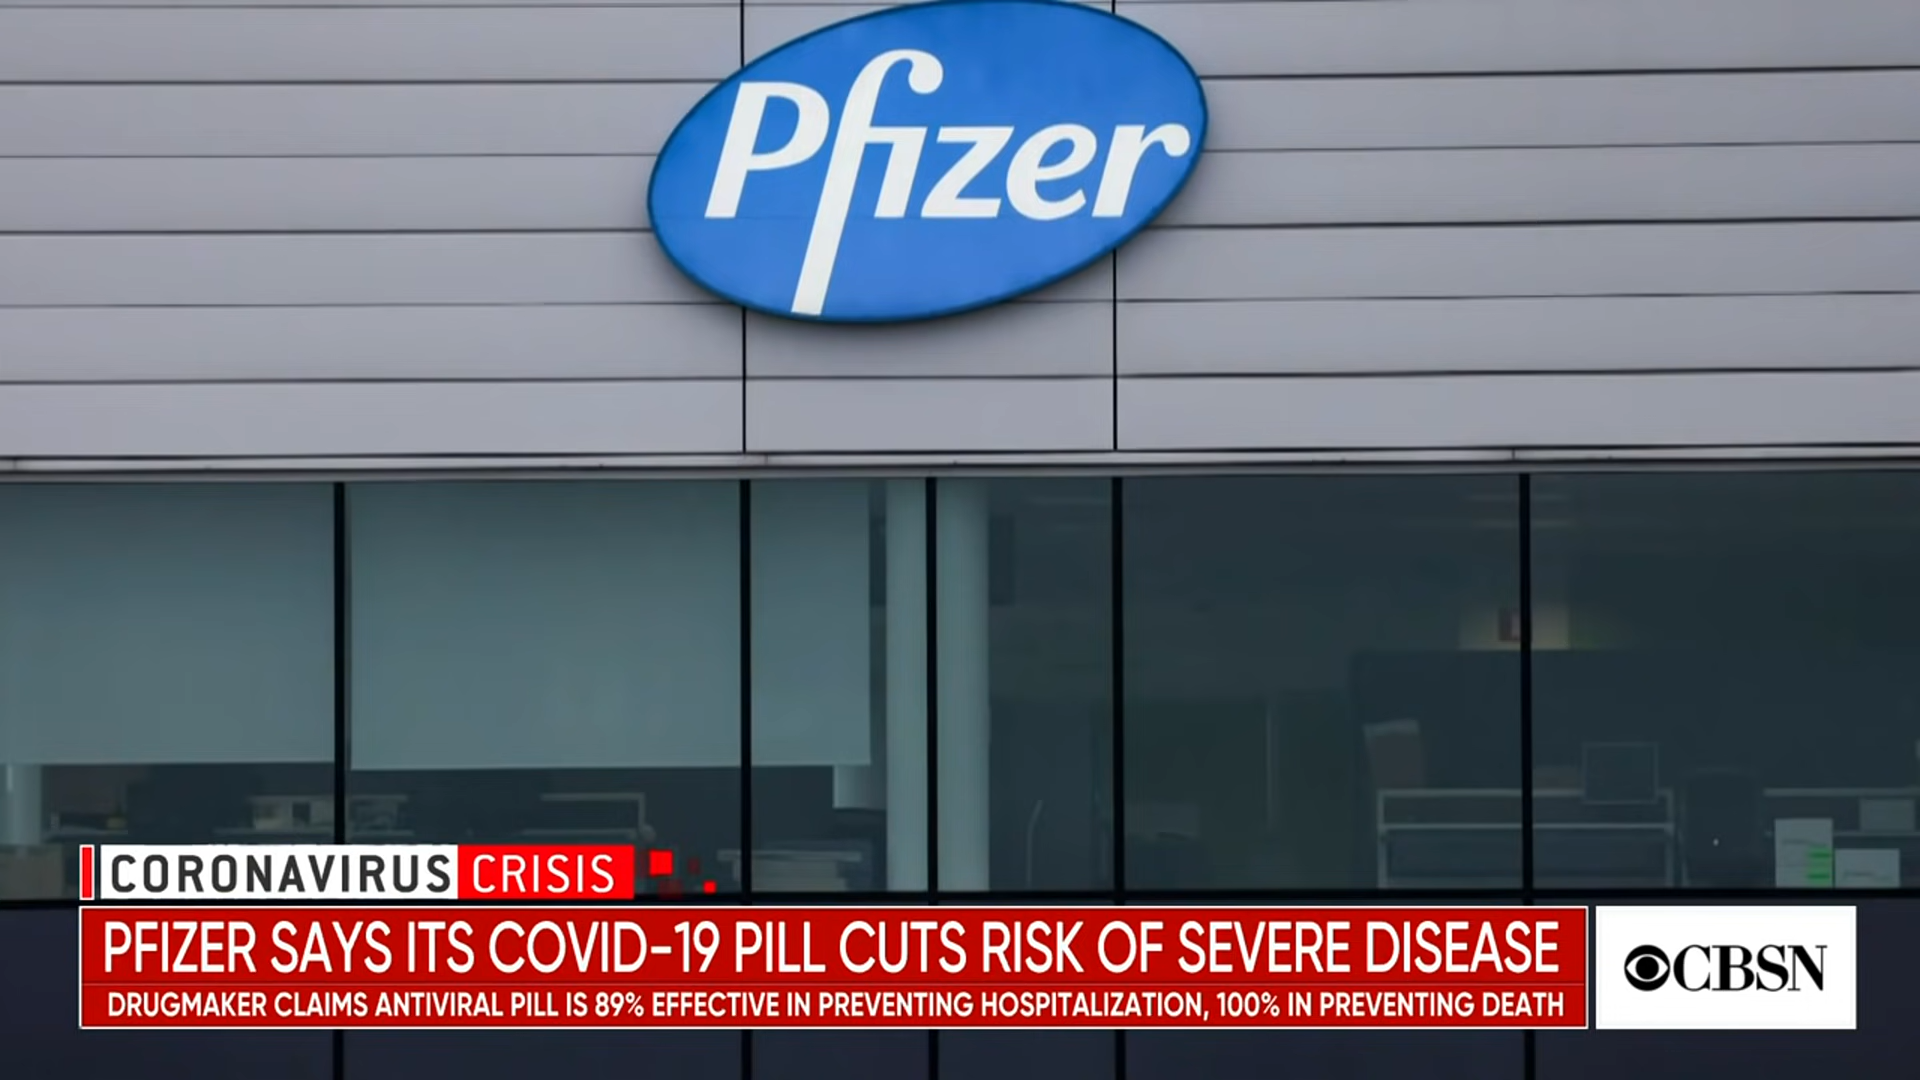 Pfizer
CORONAVIRUS CRISIS
PFIZER SAYS ITS COVID-19 PILL CUTS RISK OF SEVERE DISEASE
DRUGMAKER CLAIMS ANTIVIRAL PILL IS 89% EFFECTIVE IN PREVENTING HOSPITALIZATION, 100% IN PREVENTING DEATH
CBSN